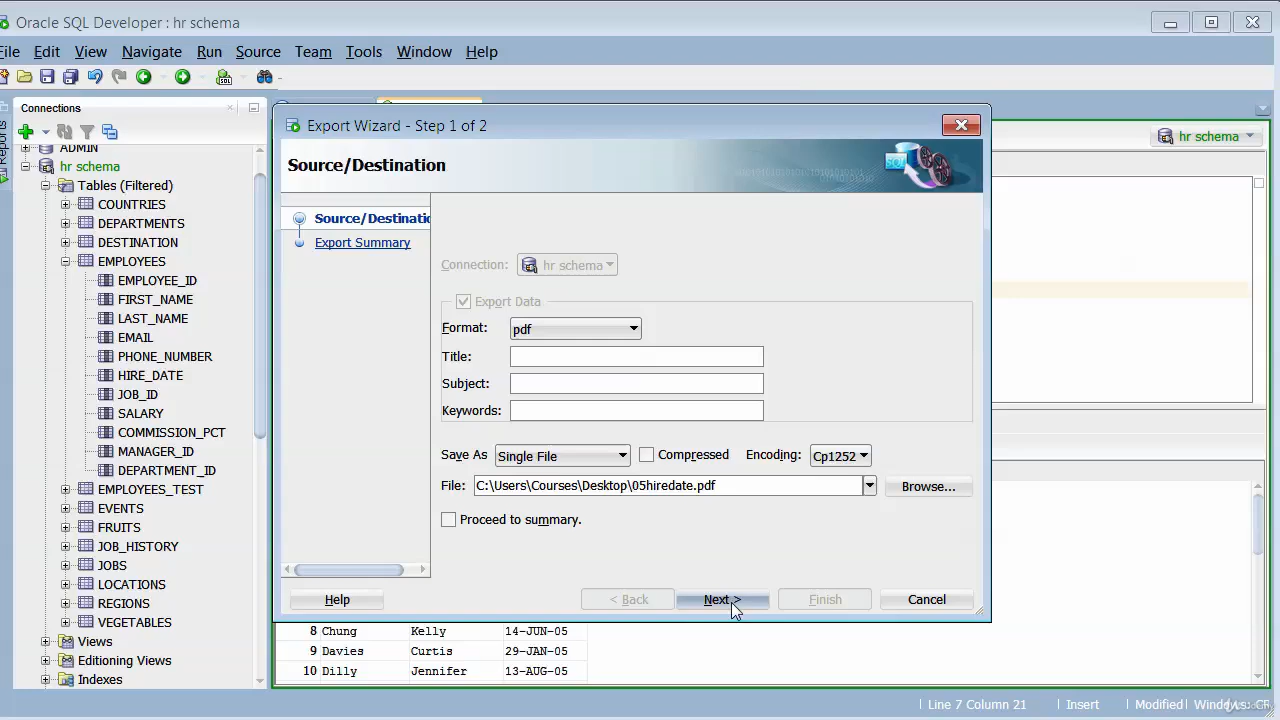 Oracle SQL Developer : hr schema
File Edit View Navigate Run Source Team Tools Window Help
Connections
Reports
ADMIN
hr schema
Tables (Filtered)
COUNTRIES
DEPARTMENTS
DESTINATION
EMPLOYEES
EMPLOYEE_ID
FIRST_NAME
LAST_NAME
EMAIL
PHONE_NUMBER
HIRE_DATE
JOB_ID
SALARY
COMMISSION_PCT
MANAGER_ID
DEPARTMENT_ID
EMPLOYEES_TEST
EVENTS
FRUITS
JOB_HISTORY
JOBS
LOCATIONS
REGIONS
VEGETABLES
Views
Editioning Views
Indexes
hr schema
Export Wizard - Step 1 of 2
Source/Destination
Source/Destinatio
Export Summary
Connection: hr schema
Export Data
Format: pdf
Title:
Subject:
Keywords:
Save As Single File Compressed Encoding: Cp1252
File: C:\Users\Courses\Desktop\05hiredate.pdf Browse...
Proceed to summary.
Help < Back Next > Finish Cancel
8 Chung Kelly 14-JUN-05
9 Davies Curtis 29-JAN-05
10 Dilly Jennifer 13-AUG-05
Line 7 Column 21 Insert Modified Windows: CF